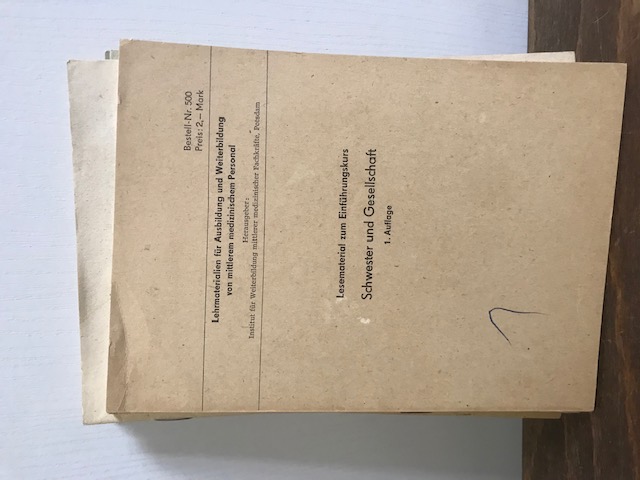 Bestell-Nr. 500
Preis: 2,— Mark
Lehrmaterialien für Ausbildung und Weiterbildung
von mittlerem medizinischem Personal
Herausgeber:
Institut für Weiterbildung mittlerer medizinischer Fachkräfte, Potsdam
Lesematerial zum Einführungskurs
Schwester und Gesellschaft
1. Auflage